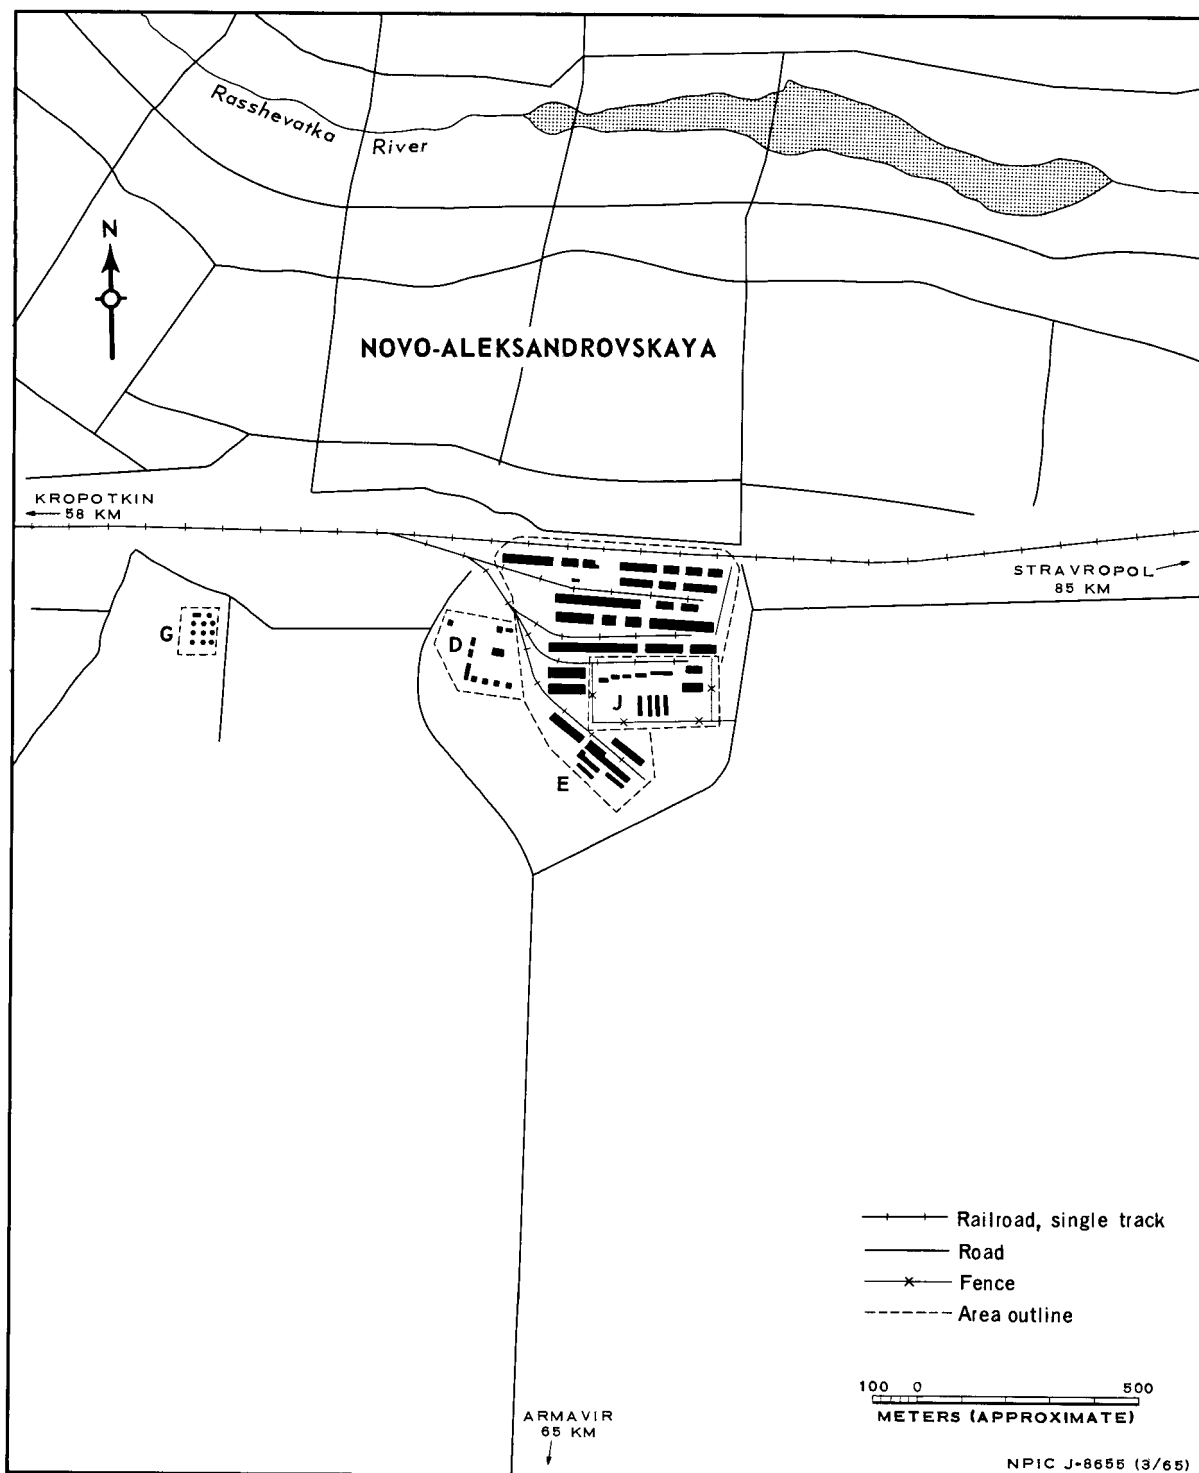 Rasshevatka
River
N
NOVO-ALEKSANDROVSKAYA
KROPOTKIN
58 KM
STRAVROPOL
85 KM
G
D
J
E
Railroad, single track
Road
Fence
Area outline
100 0 500
METERS (APPROXIMATE)
ARMAVIR
65 KM
NPIC J-8655 (3/65)